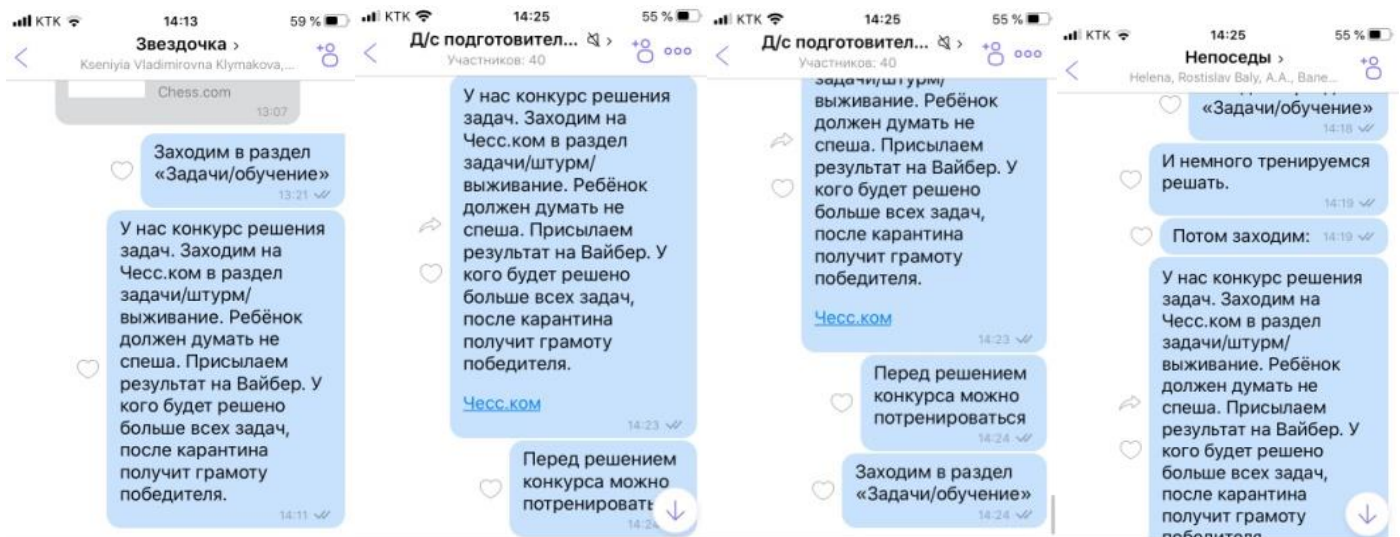 КТК
14:13
59 %
Звездочка >
Kseniyia Vladimirovna Klymakova,...
Chess.com
13:07
Заходим в раздел
«Задачи/обучение»
13:21
У нас конкурс решения
задач. Заходим на
Чесс.ком в раздел
задачи/штурм/
выживание. Ребёнок
должен думать не
спеша. Присылаем
результат на Вайбер. У
кого будет решено
больше всех задач,
после карантина
получит грамоту
победителя.
14:11
КТК
14:25
55 %
Д/с подготовител... >
Участников: 40
У нас конкурс решения
задач. Заходим на
Чесс.ком в раздел
задачи/штурм/
выживание. Ребёнок
должен думать не
спеша. Присылаем
результат на Вайбер. У
кого будет решено
больше всех задач,
после карантина
получит грамоту
победителя.
Чесс.ком
14:23
Перед решением
конкурса можно
потренировать
14:24
КТК
14:25
55 %
Д/с подготовител... >
Участников: 40
задачи/штурм/
выживание. Ребёнок
должен думать не
спеша. Присылаем
результат на Вайбер. У
кого будет решено
больше всех задач,
после карантина
получит грамоту
победителя.
Чесс.ком
14:23
Перед решением
конкурса можно
потренироваться
14:24
Заходим в раздел
«Задачи/обучение»
14:24
КТК
14:25
55 %
Непоседы >
Helena, Rostislav Baly, A.A., Ване...
«Задачи/обучение»
14:18
И немного тренируемся
решать.
14:19
Потом заходим: 14:19
У нас конкурс решения
задач. Заходим на
Чесс.ком в раздел
задачи/штурм/
выживание. Ребёнок
должен думать не
спеша. Присылаем
результат на Вайбер. У
кого будет решено
больше всех задач,
после карантина
получит грамоту
победителя